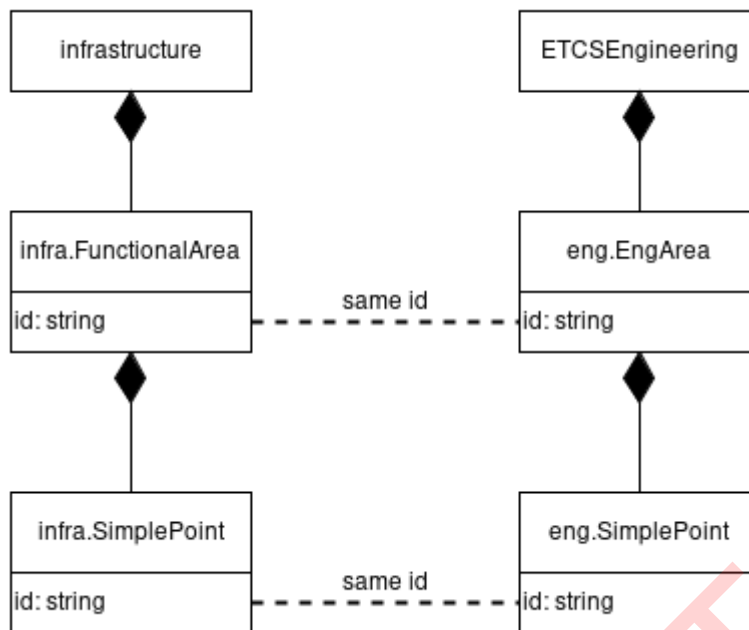 infrastructure
ETCSEngineering
infra.FunctionalArea
eng.EngArea
id: string
same id
id: string
infra.SimplePoint
eng.SimplePoint
id: string
same id
id: string